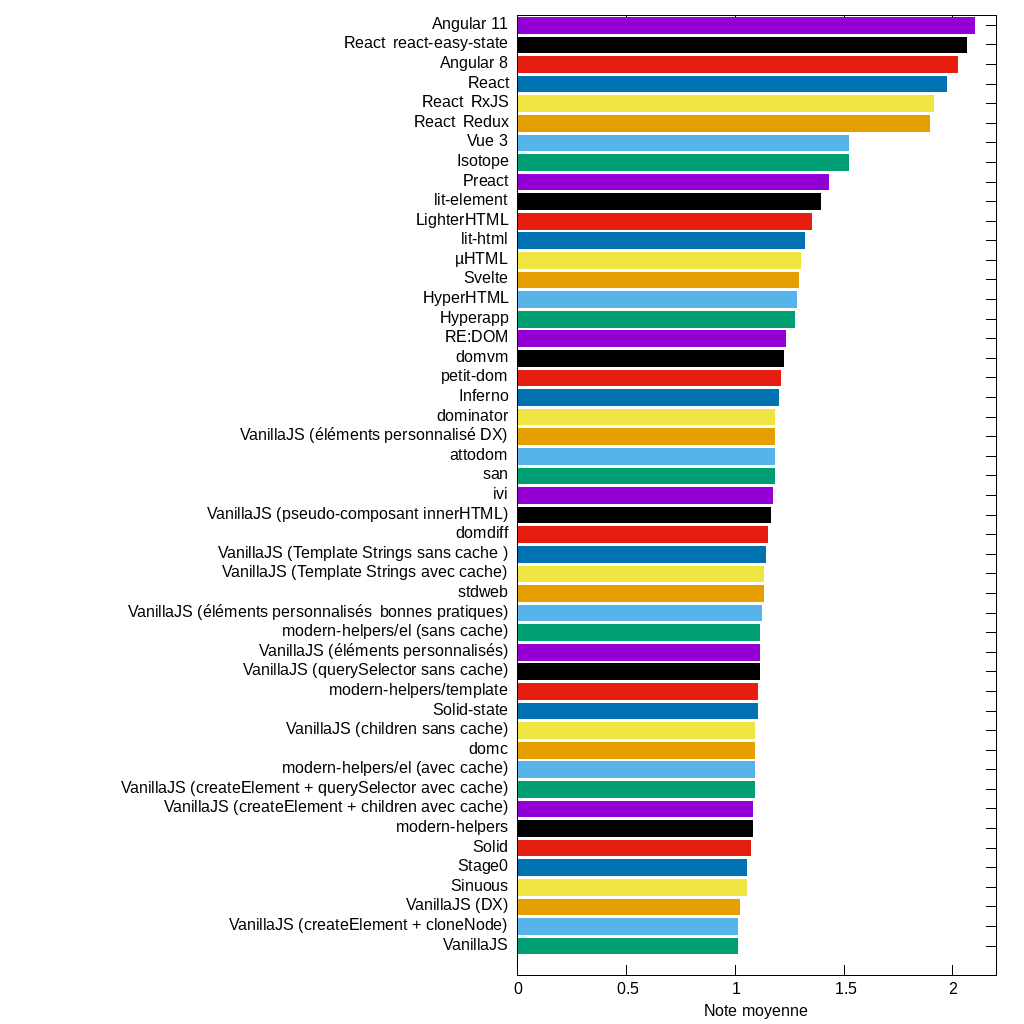 Angular 11
React react-easy-state
Angular 8
React
React RxJS
React Redux
Vue 3
Isotope
Preact
lit-element
LighterHTML
lit-html
µHTML
Svelte
HyperHTML
Hyperapp
RE:DOM
domvm
petit-dom
Inferno
dominator
VanillaJS (éléments personnalisé DX)
attodom
san
ivi
VanillaJS (pseudo-composant innerHTML)
domdiff
VanillaJS (Template Strings sans cache )
VanillaJS (Template Strings avec cache)
stdweb
VanillaJS (éléments personnalisés bonnes pratiques)
modern-helpers/el (sans cache)
VanillaJS (éléments personnalisés)
VanillaJS (querySelector sans cache)
modern-helpers/template
Solid-state
VanillaJS (children sans cache)
domc
modern-helpers/el (avec cache)
VanillaJS (createElement + querySelector avec cache)
VanillaJS (createElement + children avec cache)
modern-helpers
Solid
Stage0
Sinuous
VanillaJS (DX)
VanillaJS (createElement + cloneNode)
VanillaJS
0 0.5 1 1.5 2
Note moyenne